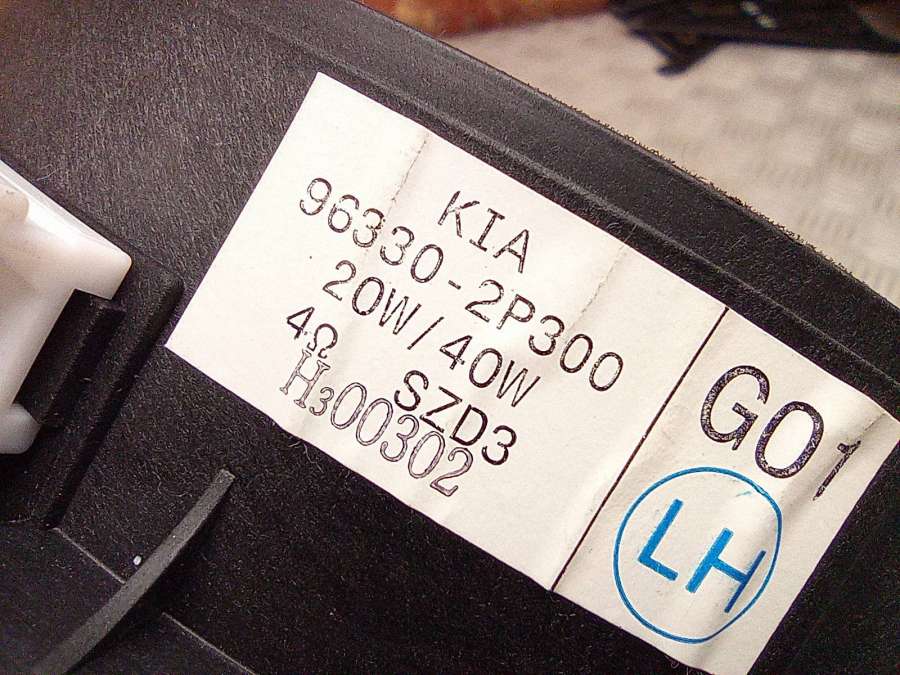 KIA
96330-2P300
20W/40W
4Ω SZD3
H300302
G01
LH